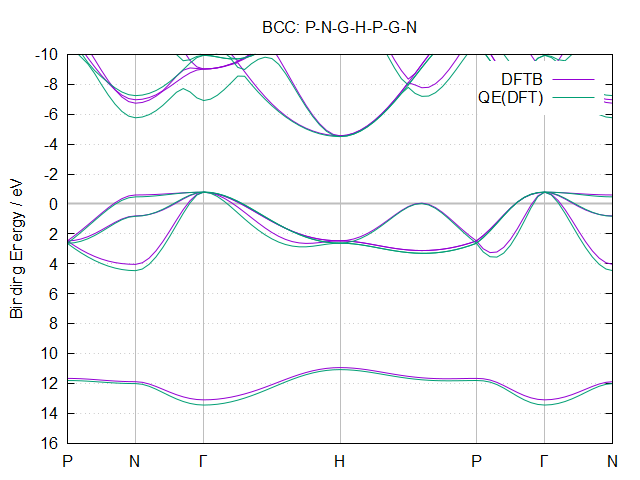 BCC: P-N-G-H-P-G-N
DFTB
QE(DFT)
Binding Energy / eV
-10
-8
-6
-4
-2
0
2
4
6
8
10
12
14
16
P N Γ H P Γ N